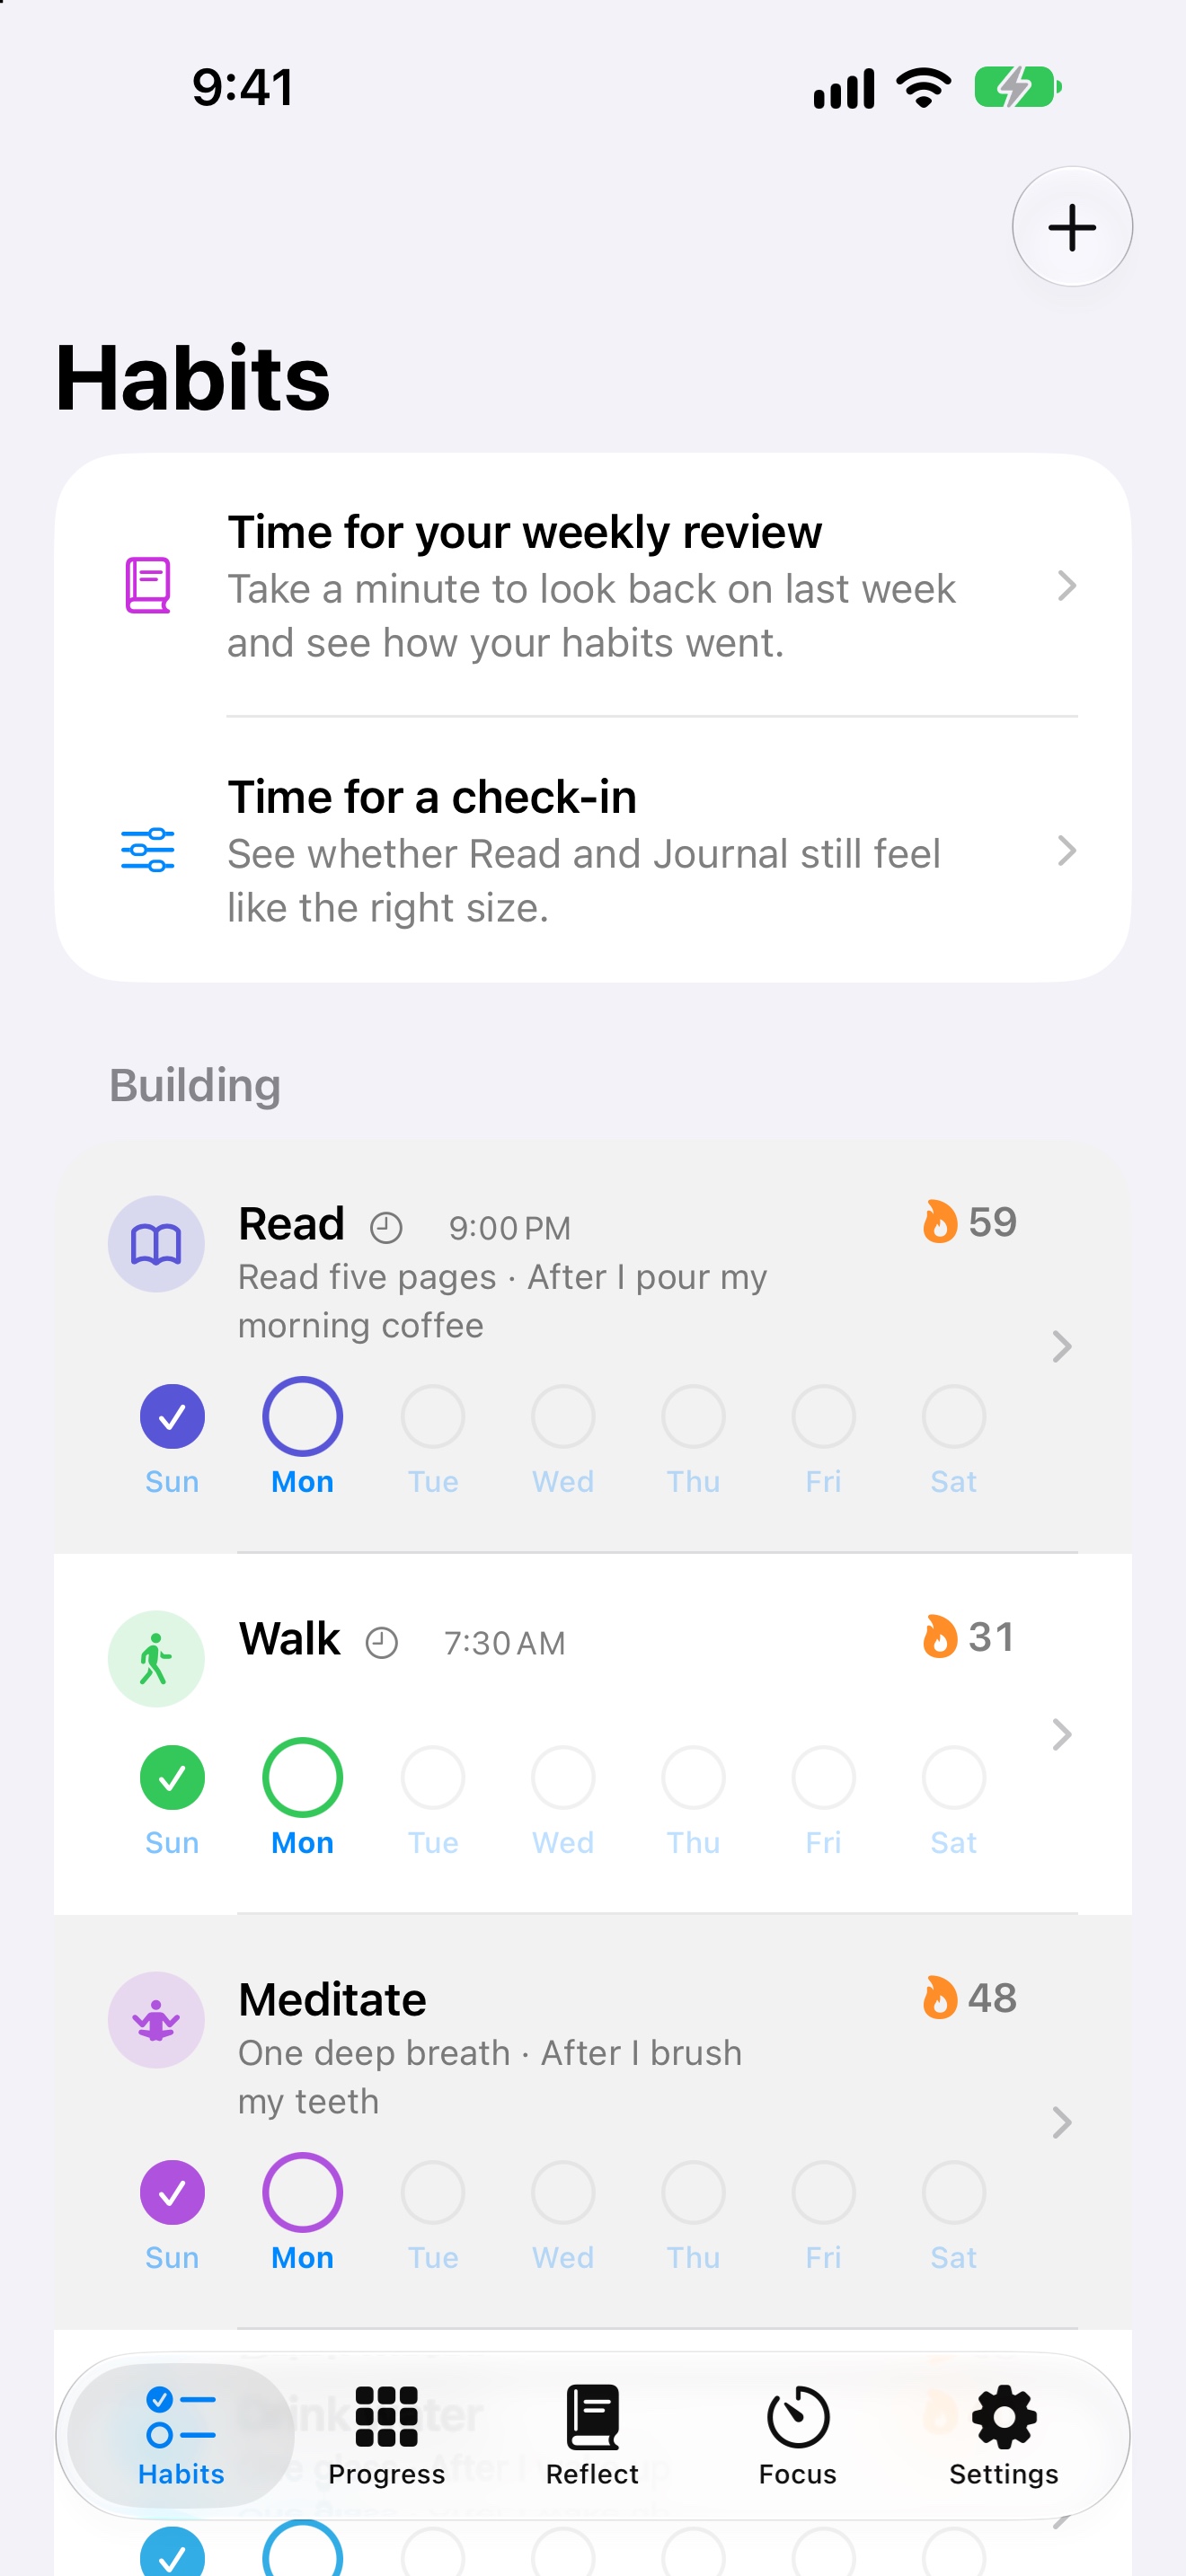 9:41
Habits
Time for your weekly review
Take a minute to look back on last week
and see how your habits went.
Time for a check-in
See whether Read and Journal still feel
like the right size.
Building
Read 9:00 PM 59
Read five pages · After I pour my
morning coffee
Sun Mon Tue Wed Thu Fri Sat
Walk 7:30 AM 31
Sun Mon Tue Wed Thu Fri Sat
Meditate 48
One deep breath · After I brush
my teeth
Sun Mon Tue Wed Thu Fri Sat
Habits Progress Reflect Focus Settings